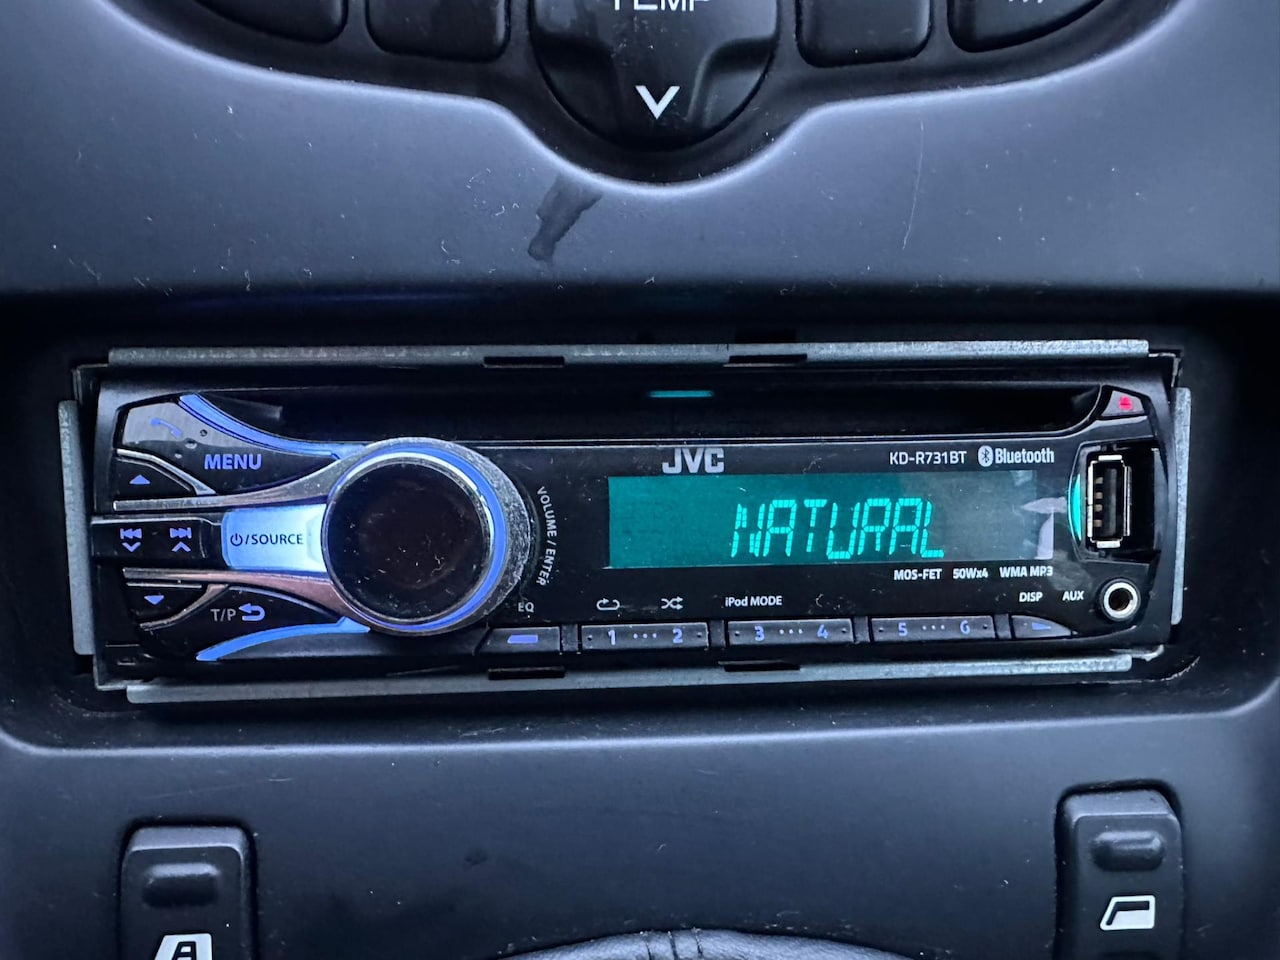 TEMP
JVC
KD-R731BT Bluetooth
MENU
NATURAL
⏻/SOURCE
VOLUME / ENTER
MOS-FET 50Wx4 WMA MP3
T/P
EQ
iPod MODE
DISP
AUX
1 •••• 2
3 •••• 4
5 •••• 6
A